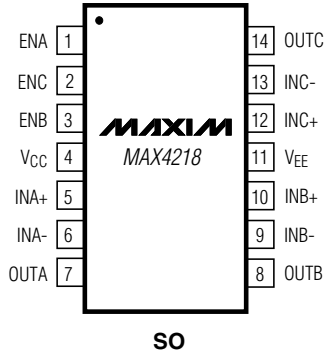 ENA 1 14 OUTC
ENC 2 13 INC-
ENB 3 MAXIM 12 INC+
VCC 4 MAX4218 11 VEE
INA+ 5 10 INB+
INA- 6 9 INB-
OUTA 7 8 OUTB
SO